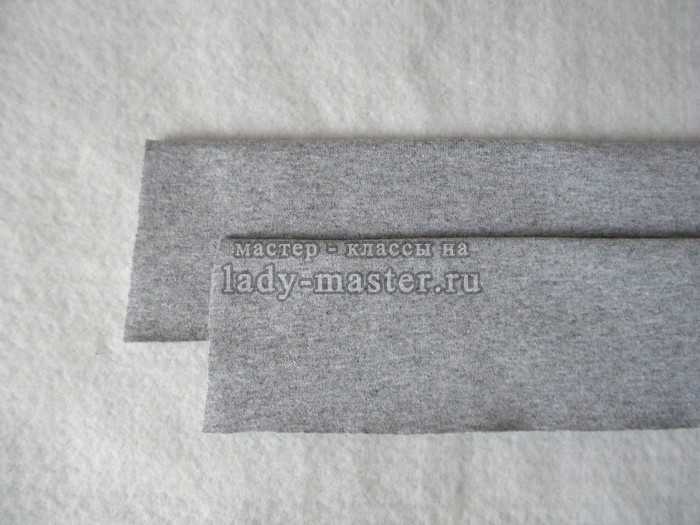 мастер - классы на
lady-master.ru